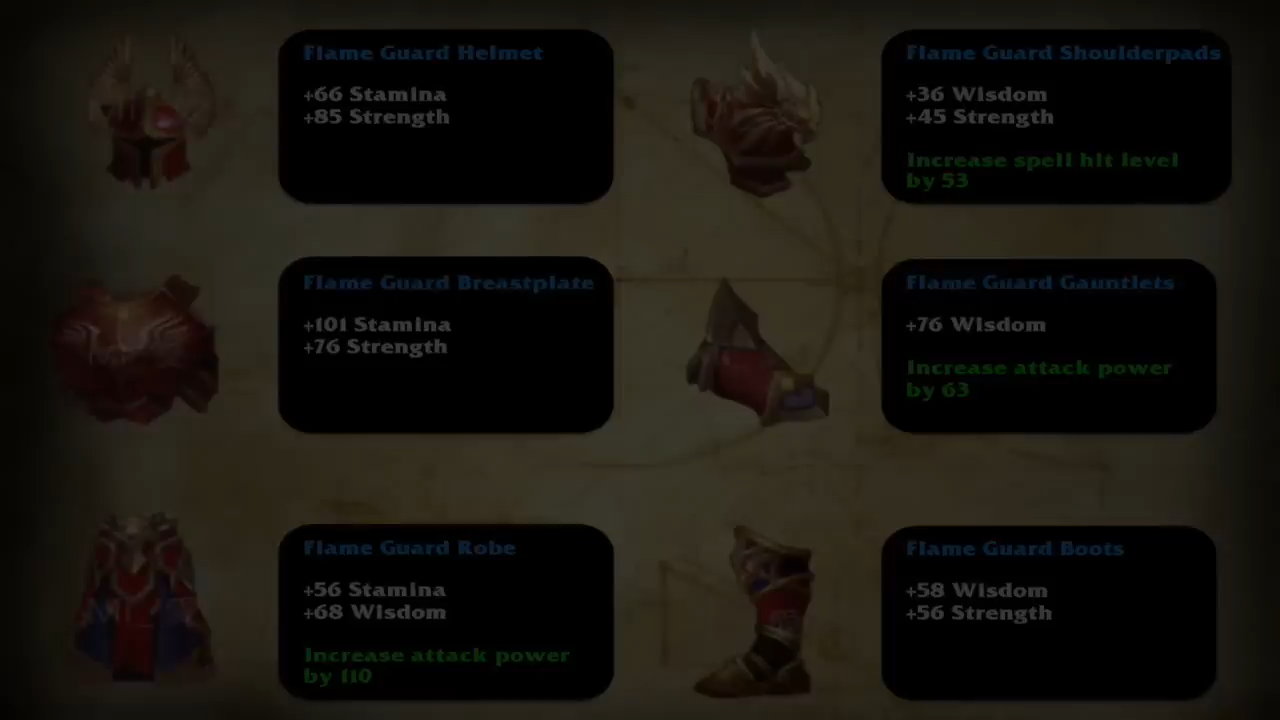 Flame Guard Helmet
+66 Stamina
+85 Strength
Flame Guard Shoulderpads
+36 Wisdom
+45 Strength
Increase spell hit level
by 53
Flame Guard Breastplate
+101 Stamina
+76 Strength
Flame Guard Gauntlets
+76 Wisdom
Increase attack power
by 63
Flame Guard Robe
+56 Stamina
+68 Wisdom
Increase attack power
by 110
Flame Guard Boots
+58 Wisdom
+56 Strength